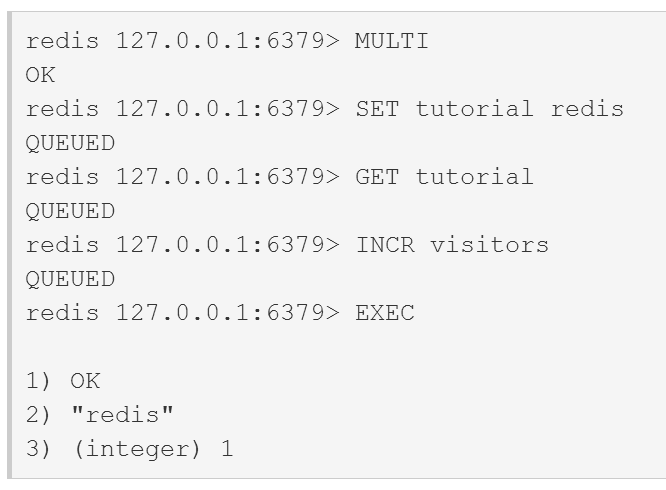 redis 127.0.0.1:6379> MULTI
OK
redis 127.0.0.1:6379> SET tutorial redis
QUEUED
redis 127.0.0.1:6379> GET tutorial
QUEUED
redis 127.0.0.1:6379> INCR visitors
QUEUED
redis 127.0.0.1:6379> EXEC
1) OK
2) "redis"
3) (integer) 1